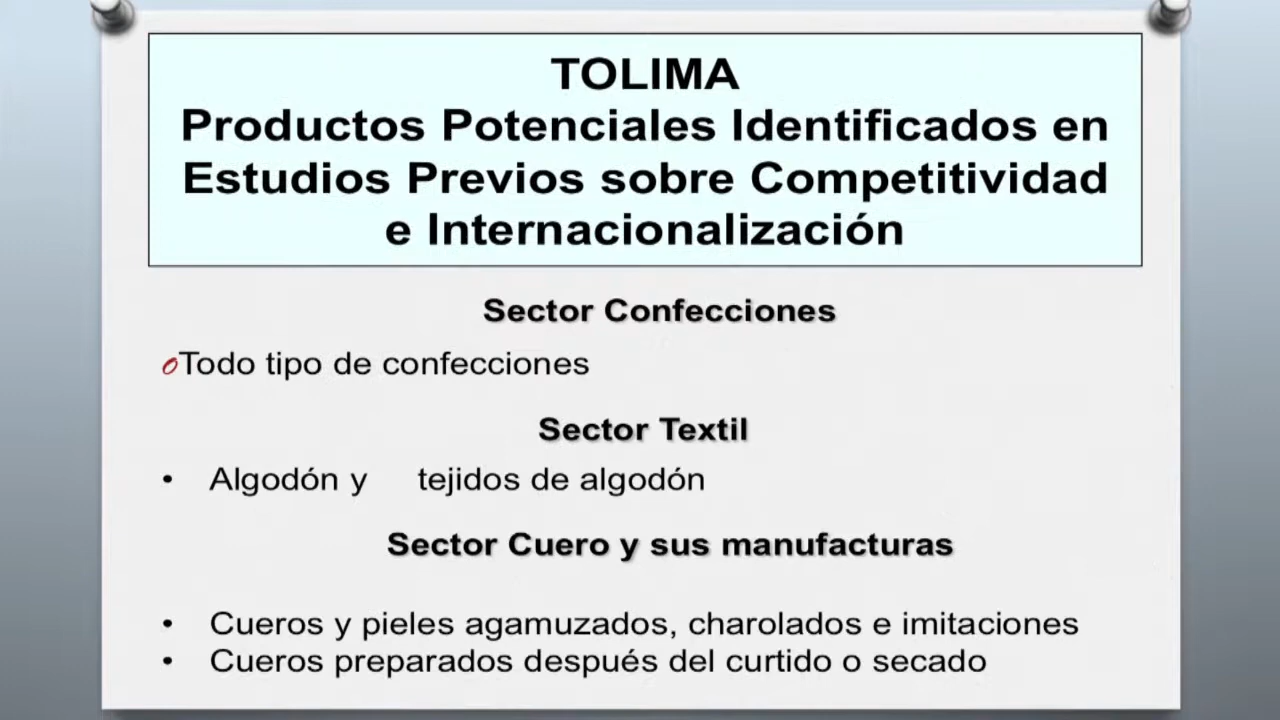 TOLIMA
Productos Potenciales Identificados en
Estudios Previos sobre Competitividad
e Internacionalización
Sector Confecciones
Todo tipo de confecciones
Sector Textil
• Algodón y tejidos de algodón
Sector Cuero y sus manufacturas
• Cueros y pieles agamuzados, charolados e imitaciones
• Cueros preparados después del curtido o secado